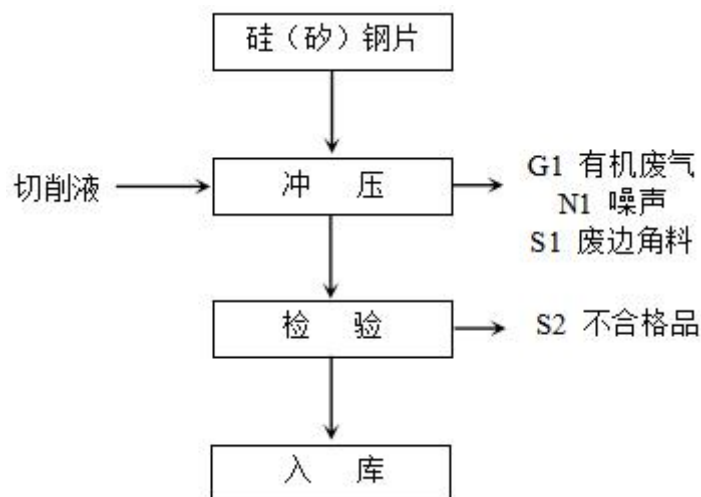 硅（矽）钢片
切削液
冲 压
G1 有机废气
N1 噪声
S1 废边角料
检 验
S2 不合格品
入 库